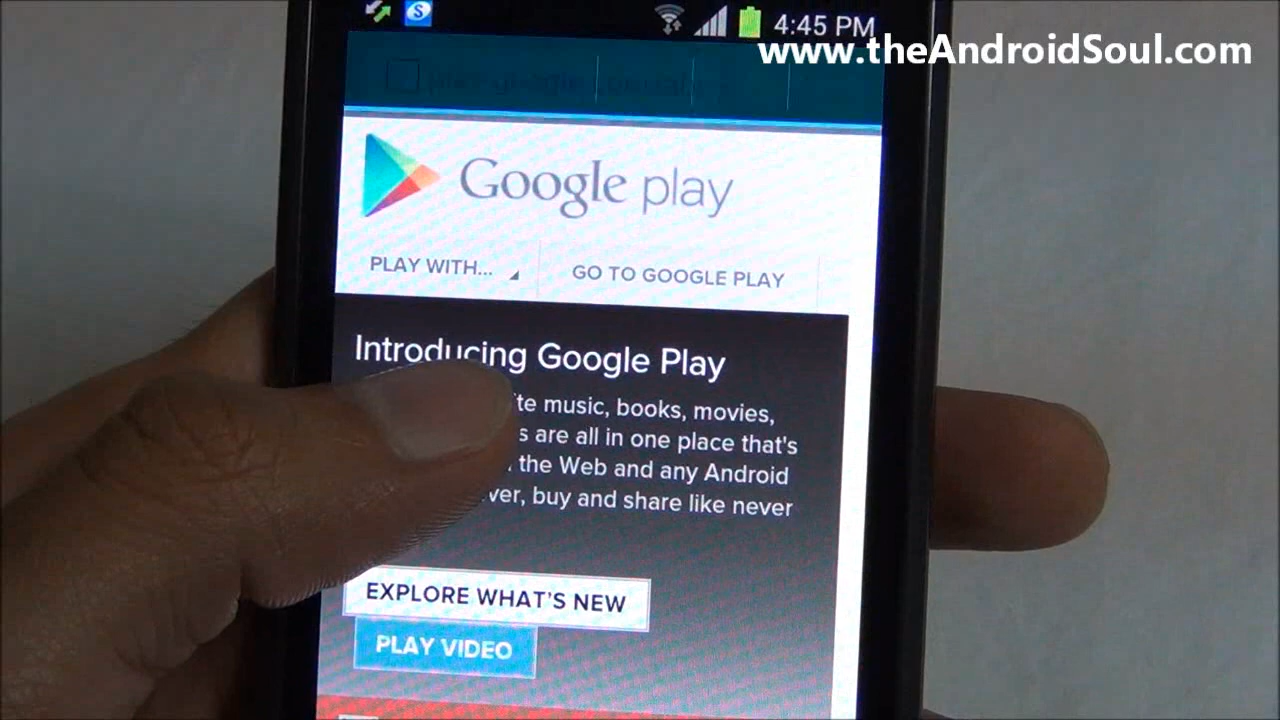 4:45 PM
www.theAndroidSoul.com
Google play
PLAY WITH...
GO TO GOOGLE PLAY
Introducing Google Play
music, books, movies,
are all in one place that's
the Web and any Android
buy and share like never
EXPLORE WHAT'S NEW
PLAY VIDEO